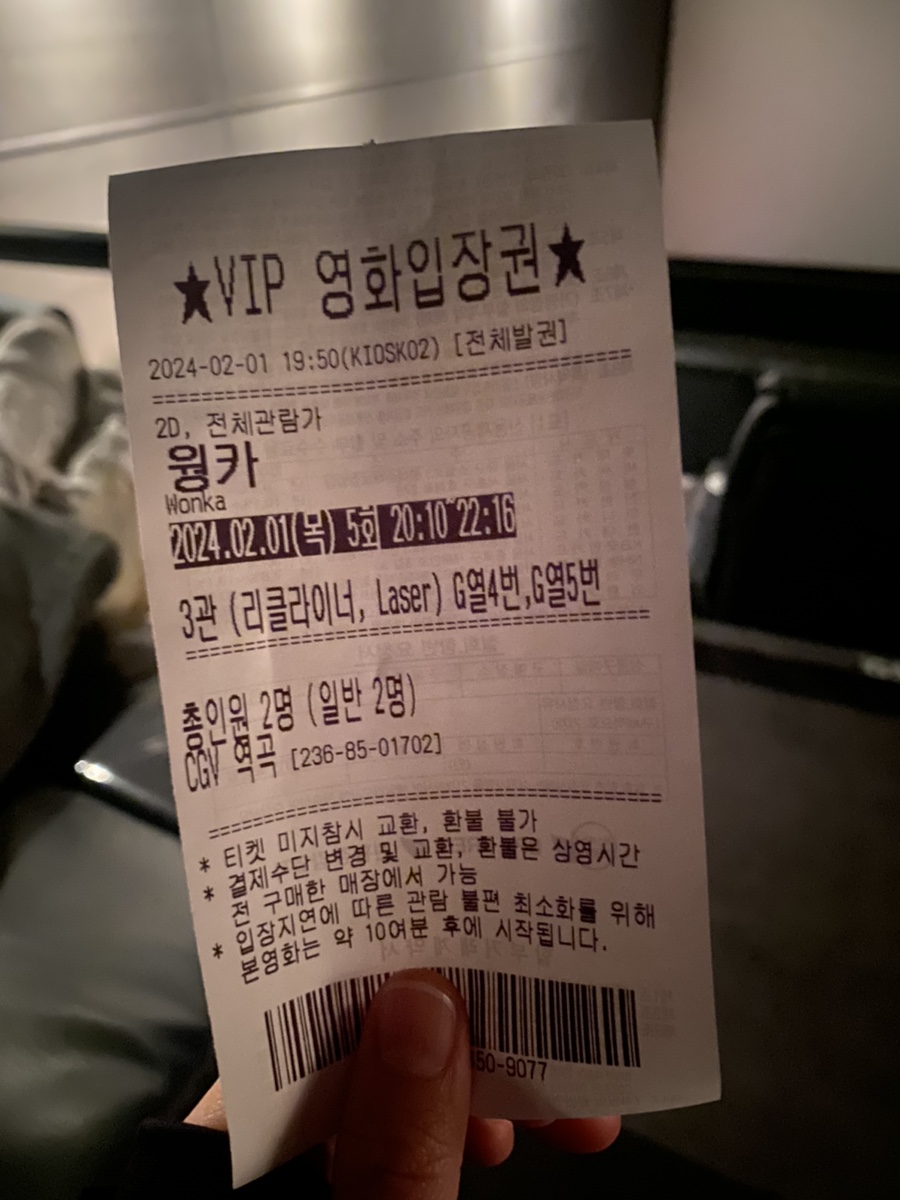 ★VIP 영화입장권★
2024-02-01 19:50(KIOSK02) [전체발권]
2D, 전체관람가
웡카
Wonka
2024.02.01(목) 5회 20:10~22:16
3관 (리클라이너, Laser) G열4번,G열5번
총인원 2명 (일반 2명)
CGV 역곡 [236-85-01702]
* 티켓 미지참시 교환, 환불 불가
* 결제수단 변경 및 교환, 환불은 상영시간
전 구매한 매장에서 가능
* 입장지연에 따른 관람 불편 최소화를 위해
본영화는 약 10여분 후에 시작됩니다.
50-9077